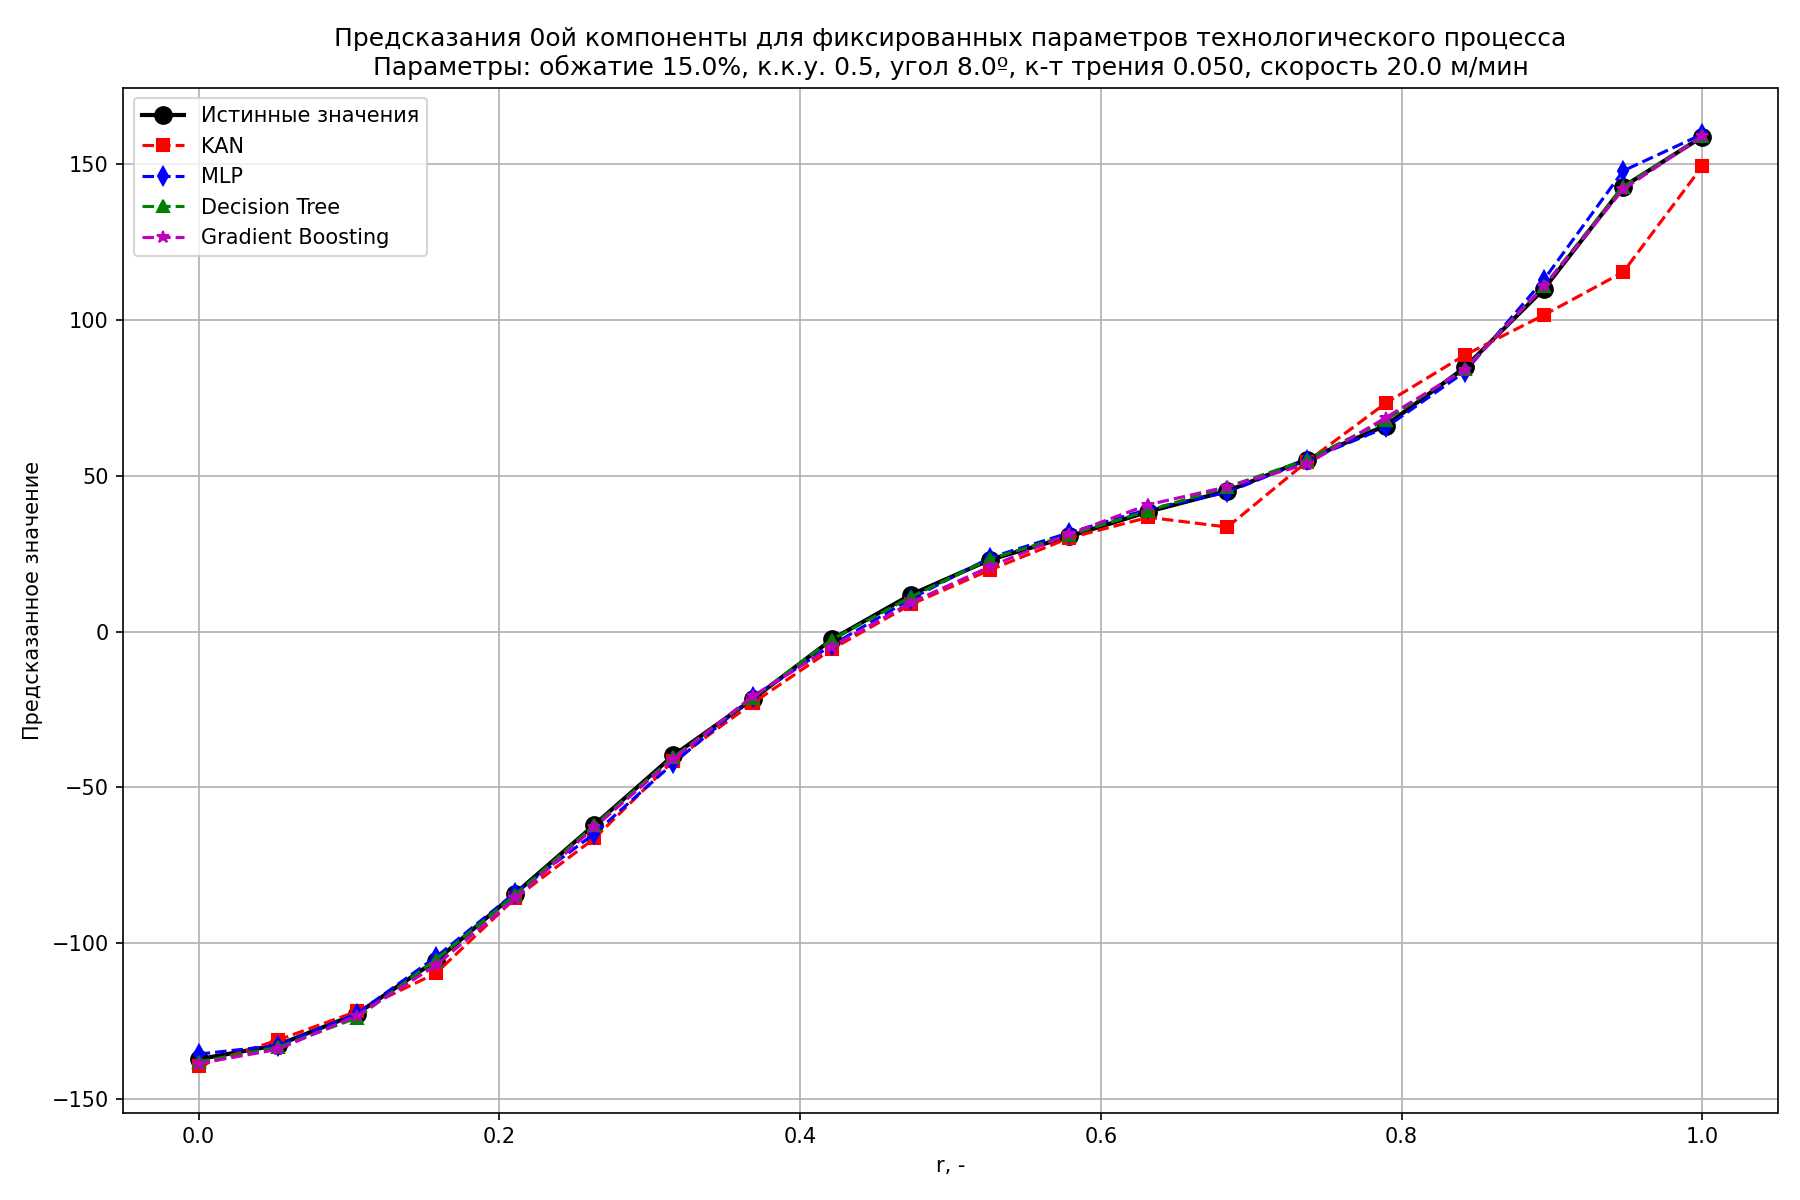 Предсказания 0ой компоненты для фиксированных параметров технологического процесса
Параметры: обжатие 15.0%, к.к.у. 0.5, угол 8.0º, к-т трения 0.050, скорость 20.0 м/мин
Истинные значения
KAN
MLP
Decision Tree
Gradient Boosting
Предсказанное значение
150
100
50
0
−50
−100
−150
0.0 0.2 0.4 0.6 0.8 1.0
r, -